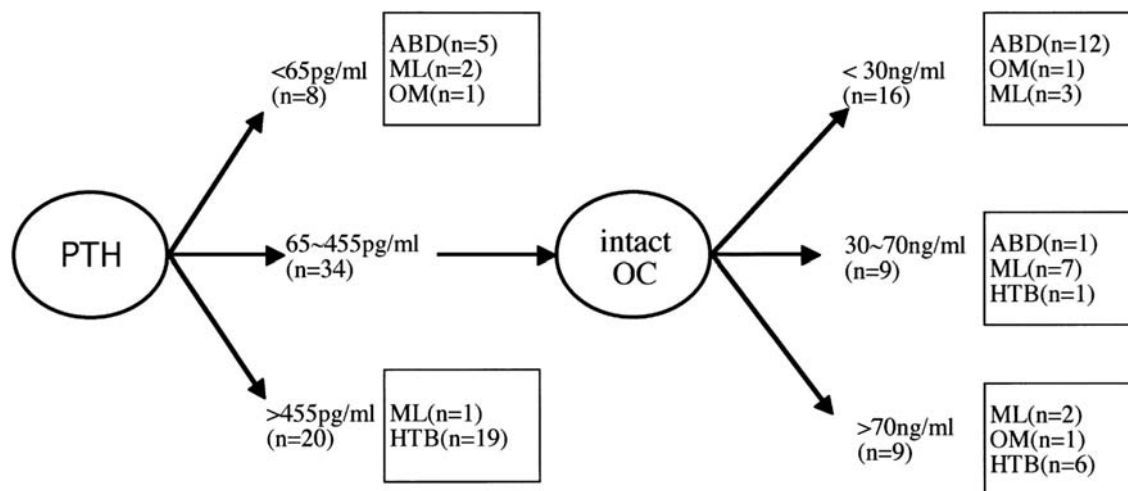 PTH
<65pg/ml
(n=8)
ABD(n=5)
ML(n=2)
OM(n=1)
65~455pg/ml
(n=34)
>455pg/ml
(n=20)
ML(n=1)
HTB(n=19)
intact
OC
< 30ng/ml
(n=16)
ABD(n=12)
OM(n=1)
ML(n=3)
30~70ng/ml
(n=9)
ABD(n=1)
ML(n=7)
HTB(n=1)
>70ng/ml
(n=9)
ML(n=2)
OM(n=1)
HTB(n=6)